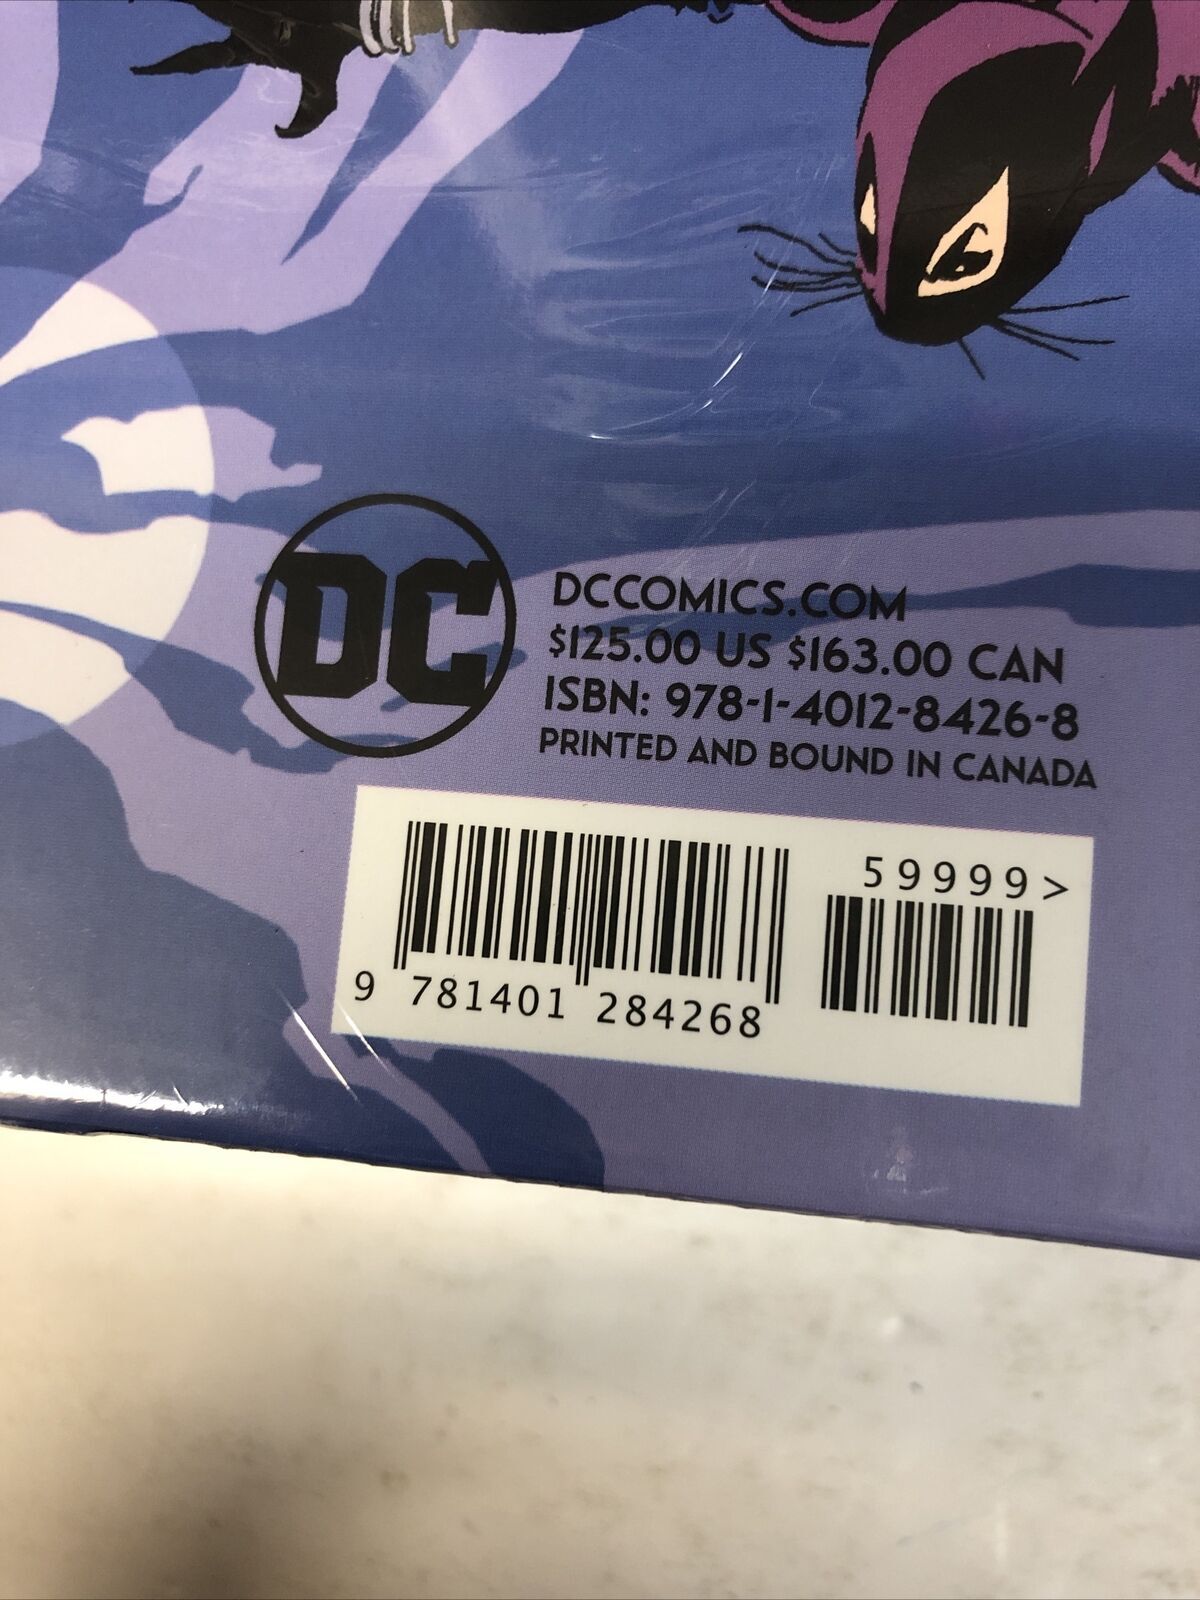 DC
DCCOMICS.COM
$125.00 US $163.00 CAN
ISBN: 978-1-4012-8426-8
PRINTED AND BOUND IN CANADA
59999>
9 781401 284268